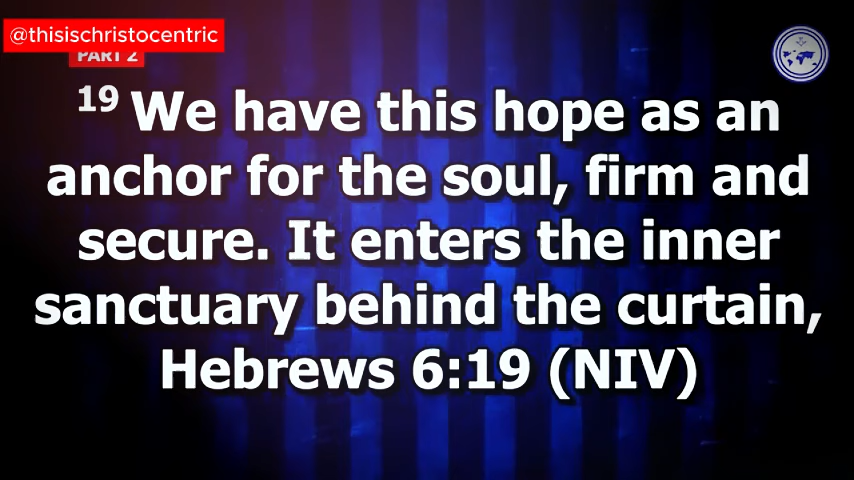 @thisischristocentric
PART 2
19 We have this hope as an
anchor for the soul, firm and
secure. It enters the inner
sanctuary behind the curtain,
Hebrews 6:19 (NIV)